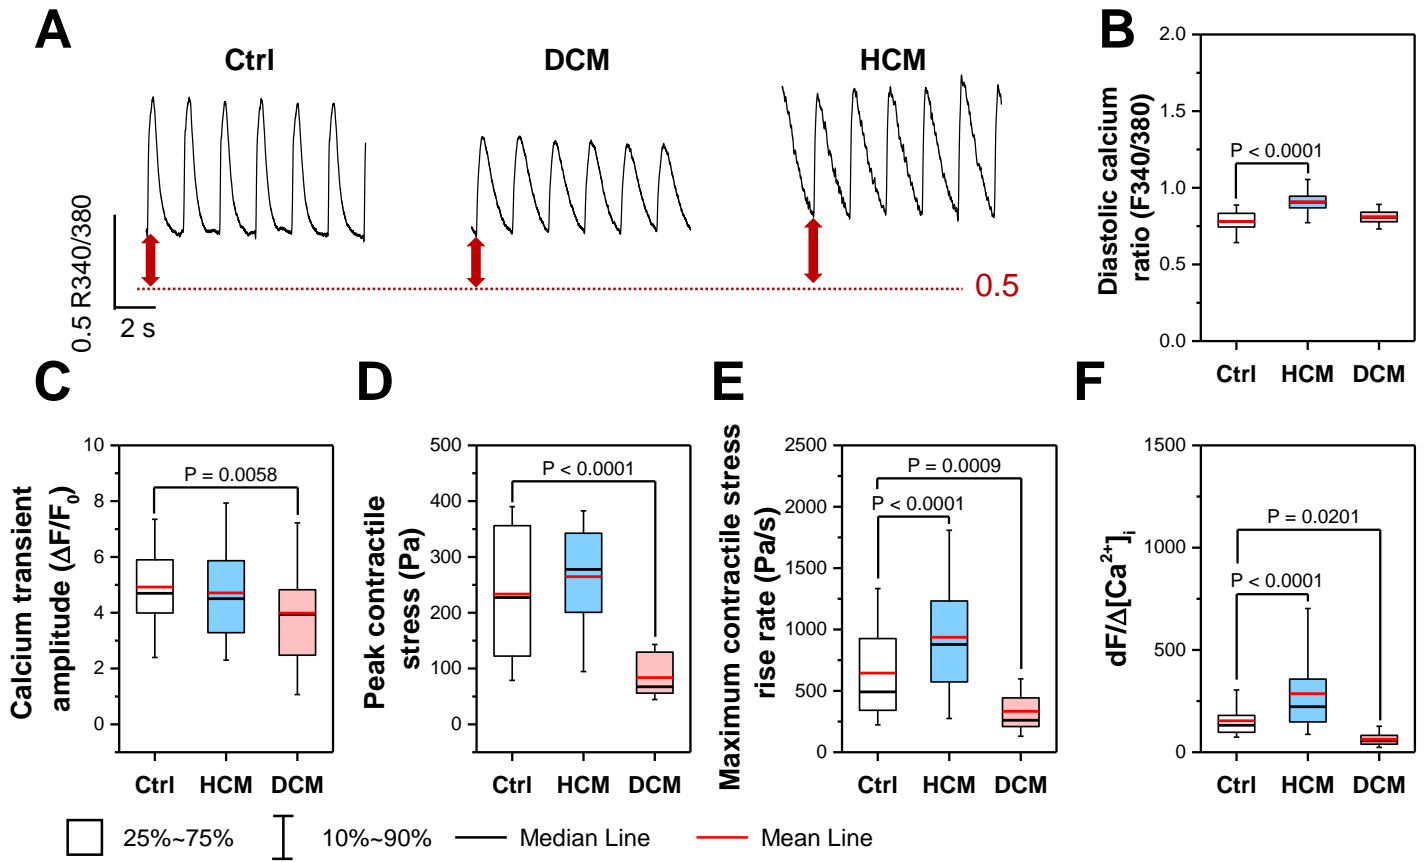 A
Ctrl
DCM
HCM
0.5 R340/380
2 s
0.5
B
Diastolic calcium
ratio (F340/380)
2.0
1.5
1.0
0.5
0.0
P < 0.0001
Ctrl
HCM
DCM
C
Calcium transient
amplitude (ΔF/F0)
10
8
6
4
2
0
P = 0.0058
Ctrl
HCM
DCM
D
Peak contractile
stress (Pa)
500
400
300
200
100
0
P < 0.0001
Ctrl
HCM
DCM
E
Maximum contractile stress
rise rate (Pa/s)
2500
2000
1500
1000
500
0
P = 0.0009
P < 0.0001
Ctrl
HCM
DCM
F
dF/Δ[Ca2+]i
1500
1000
500
0
P = 0.0201
P < 0.0001
Ctrl
HCM
DCM
25%~75%
10%~90%
Median Line
Mean Line